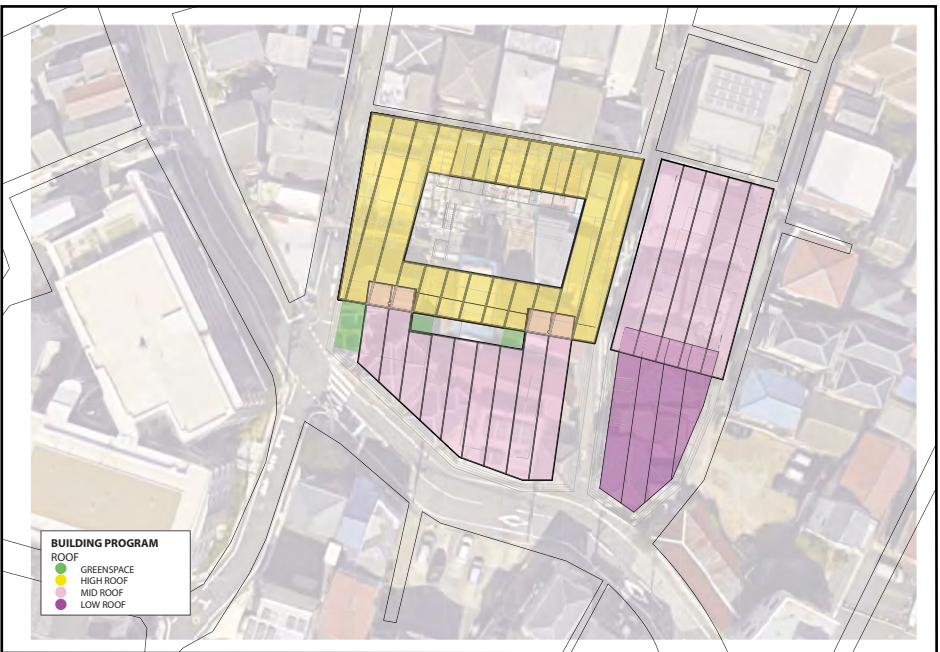 BUILDING PROGRAM
ROOF
GREENSPACE
HIGH ROOF
MID ROOF
LOW ROOF